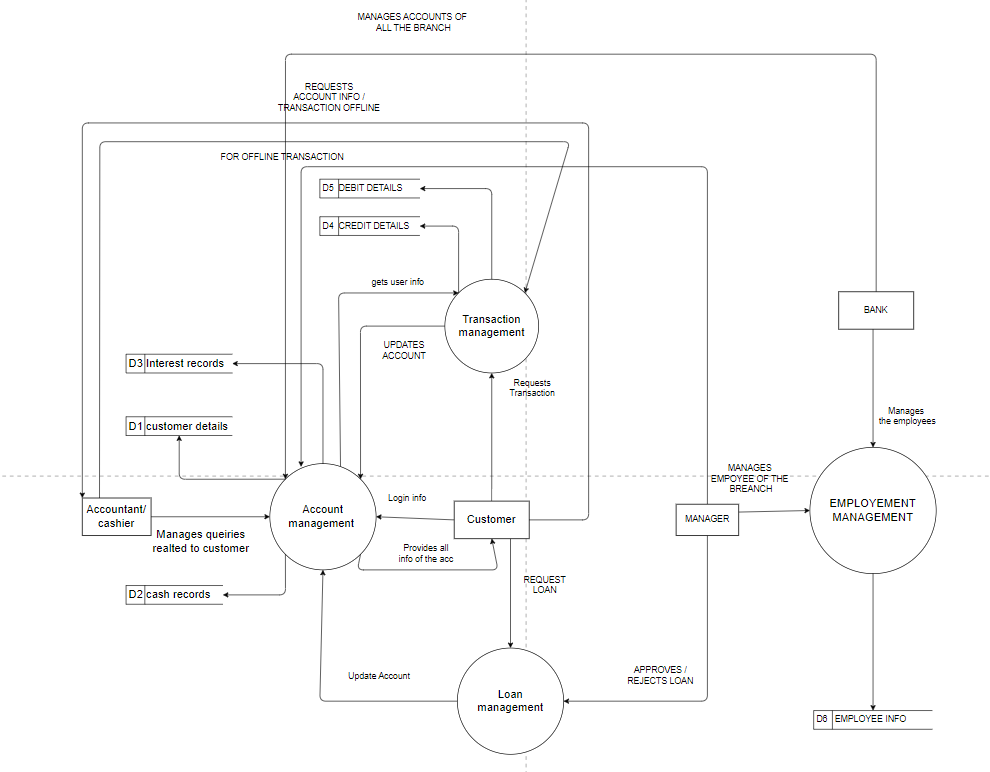 MANAGES ACCOUNTS OF
ALL THE BRANCH
REQUESTS
ACCOUNT INFO /
TRANSACTION OFFLINE
FOR OFFLINE TRANSACTION
D5 DEBIT DETAILS
D4 CREDIT DETAILS
gets user info
Transaction
management
BANK
UPDATES
ACCOUNT
D3 Interest records
Requests
Transaction
Manages
the employees
D1 customer details
MANAGES
EMPOYEE OF THE
BREANCH
Login info
Accountant/
cashier
Account
management
Customer
MANAGER
EMPLOYEMENT
MANAGEMENT
Manages queiries
realted to customer
Provides all
info of the acc
REQUEST
LOAN
D2 cash records
Update Account
APPROVES /
REJECTS LOAN
Loan
management
D6 EMPLOYEE INFO